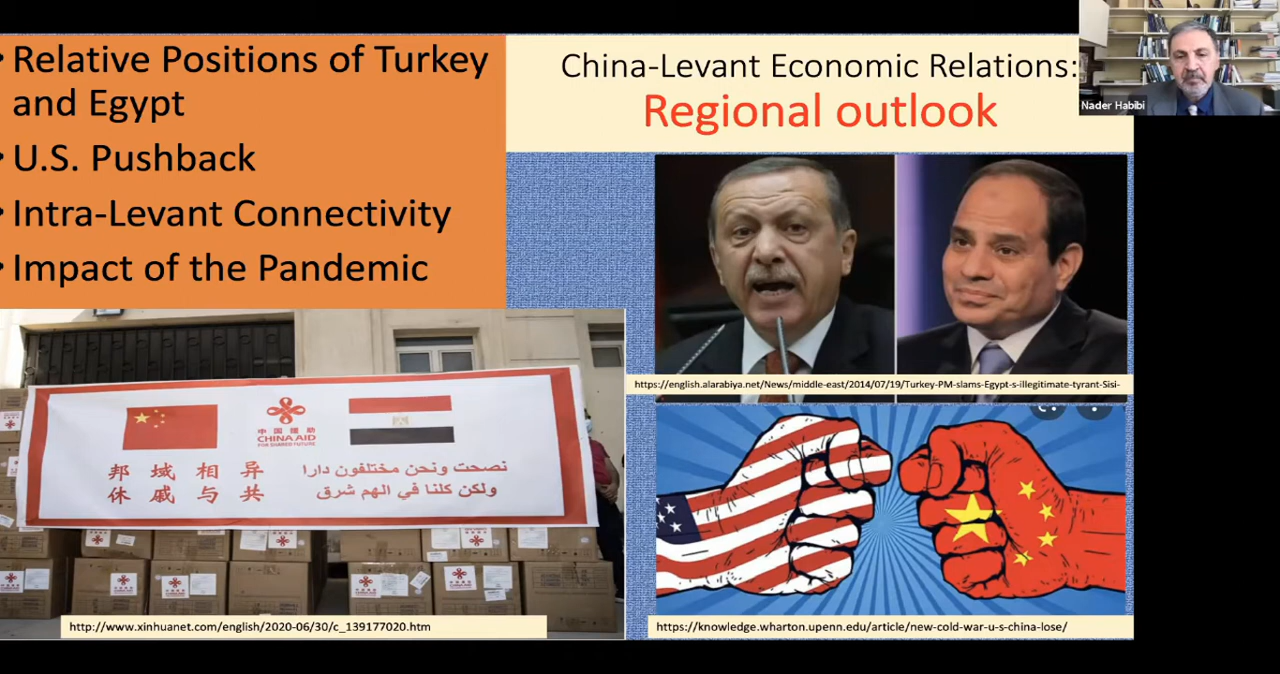 • Relative Positions of Turkey
and Egypt
• U.S. Pushback
• Intra-Levant Connectivity
• Impact of the Pandemic
China-Levant Economic Relations:
Regional outlook
Nader Habibi
https://english.alarabiya.net/News/middle-east/2014/07/19/Turkey-PM-slams-Egypt-s-illegitimate-tyrant-Sisi-
中国援助
CHINA AID
FOR SHARED FUTURE
邦域相异
休戚与共
نصحت ونحن مختلفون دارا
ولكن كلنا في الهم شرق
http://www.xinhuanet.com/english/2020-06/30/c_139177020.htm
https://knowledge.wharton.upenn.edu/article/new-cold-war-u-s-china-lose/